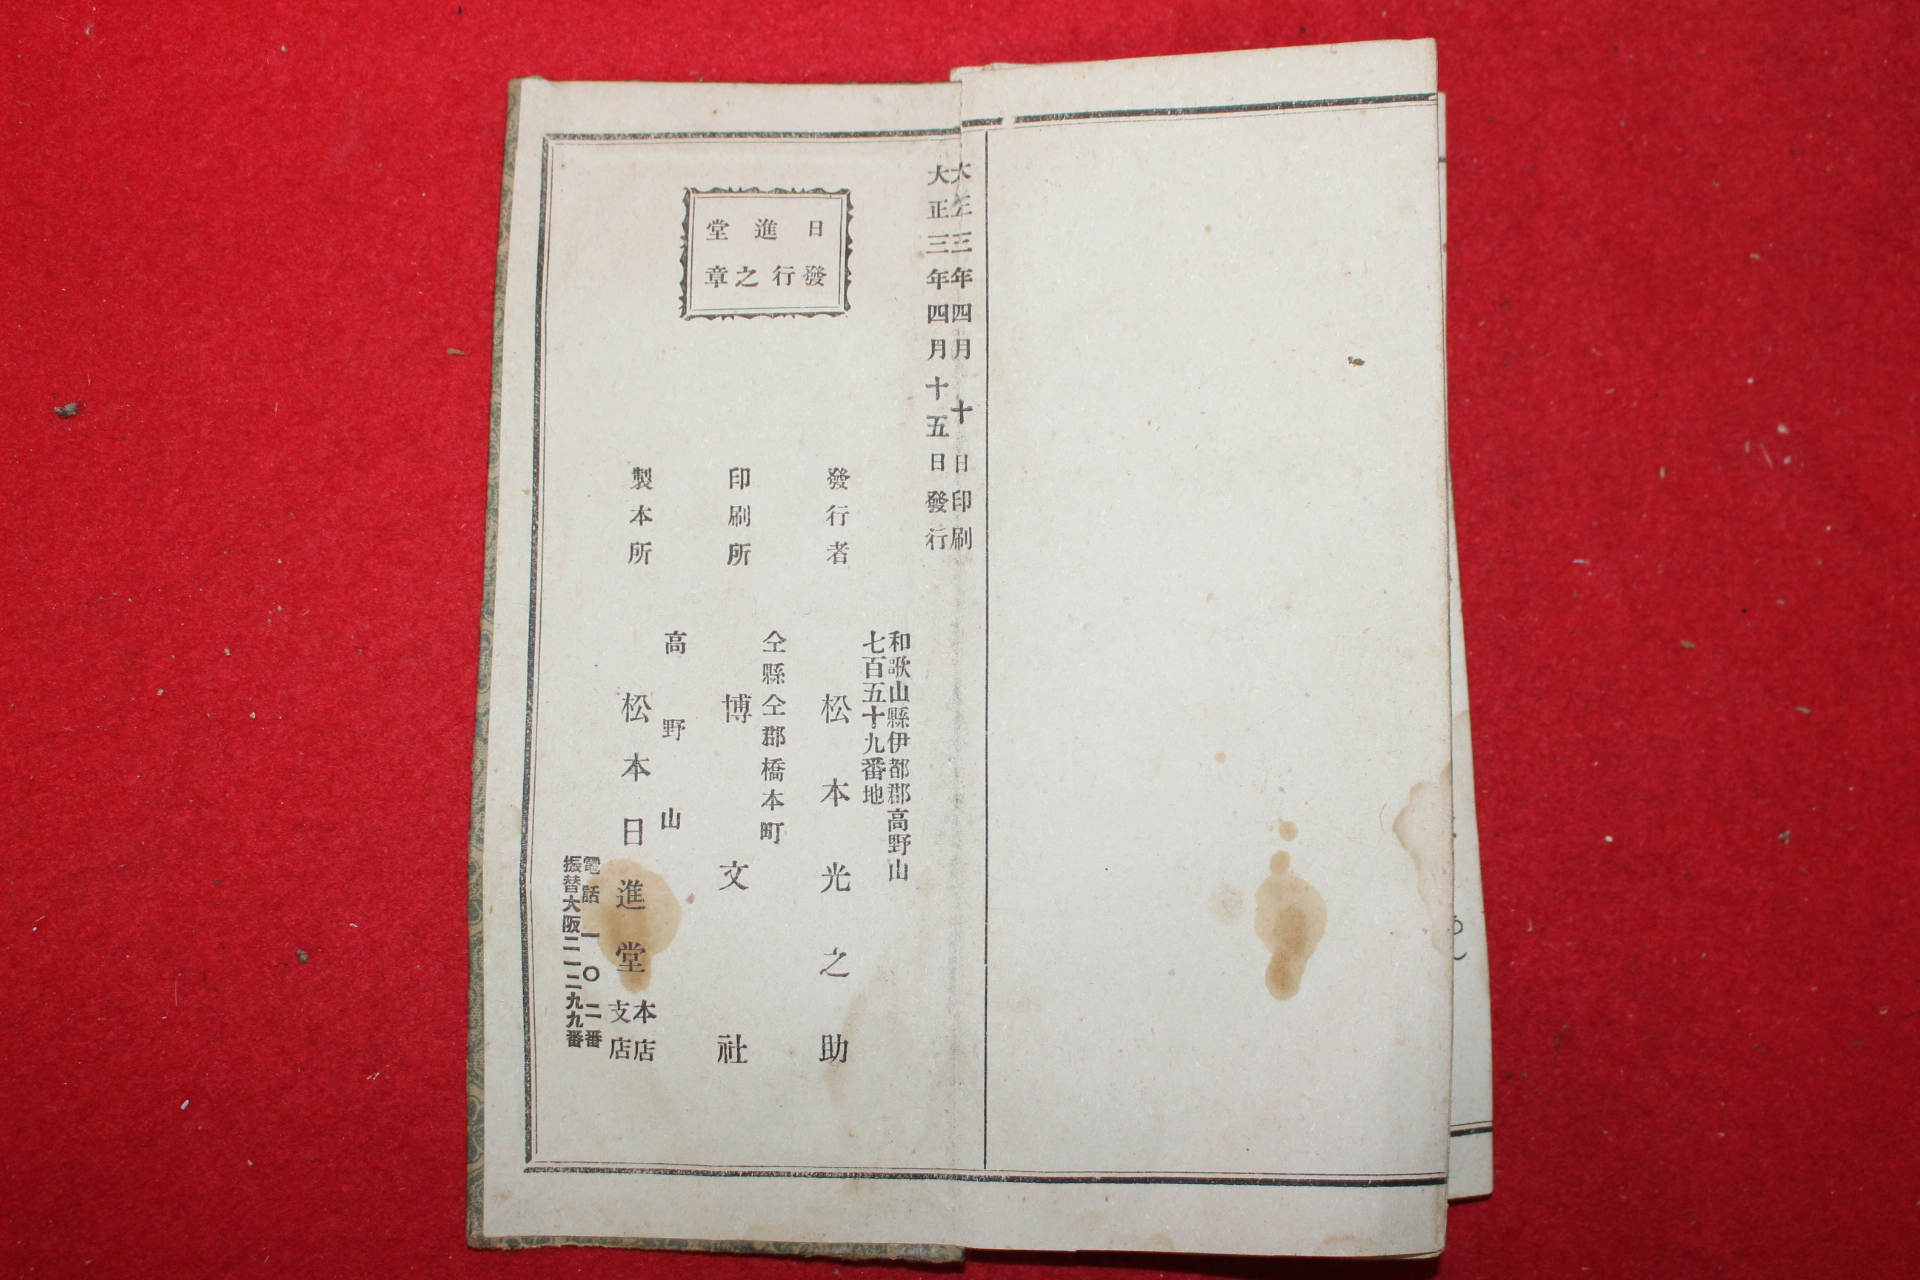 大正三年四月十日印刷
大正三年四月十五日發行
日進堂
發行之章
和歌山縣伊都郡高野山
七百五十九番地
發行者 松本光之助
仝縣仝郡橋本町
印刷所 博文社
高野山
製本所 松本日進堂 本店
支店
電話一〇二番
振替大阪二一二九九番